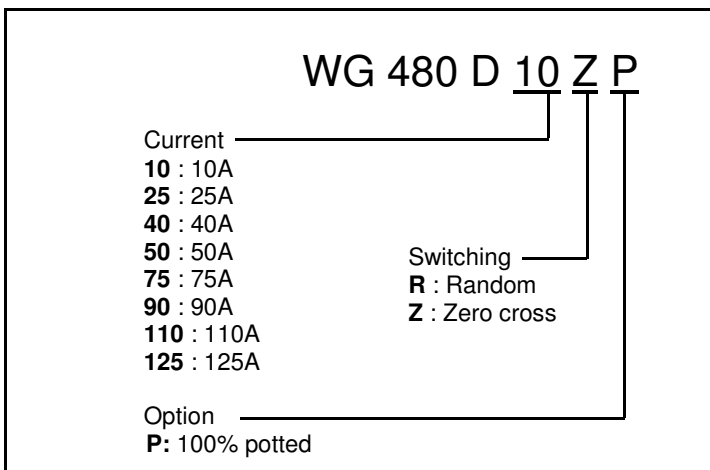 WG 480 D 10 Z P
Current
10 : 10A
25 : 25A
40 : 40A
50 : 50A
75 : 75A
90 : 90A
110 : 110A
125 : 125A
Switching
R : Random
Z : Zero cross
Option
P: 100% potted